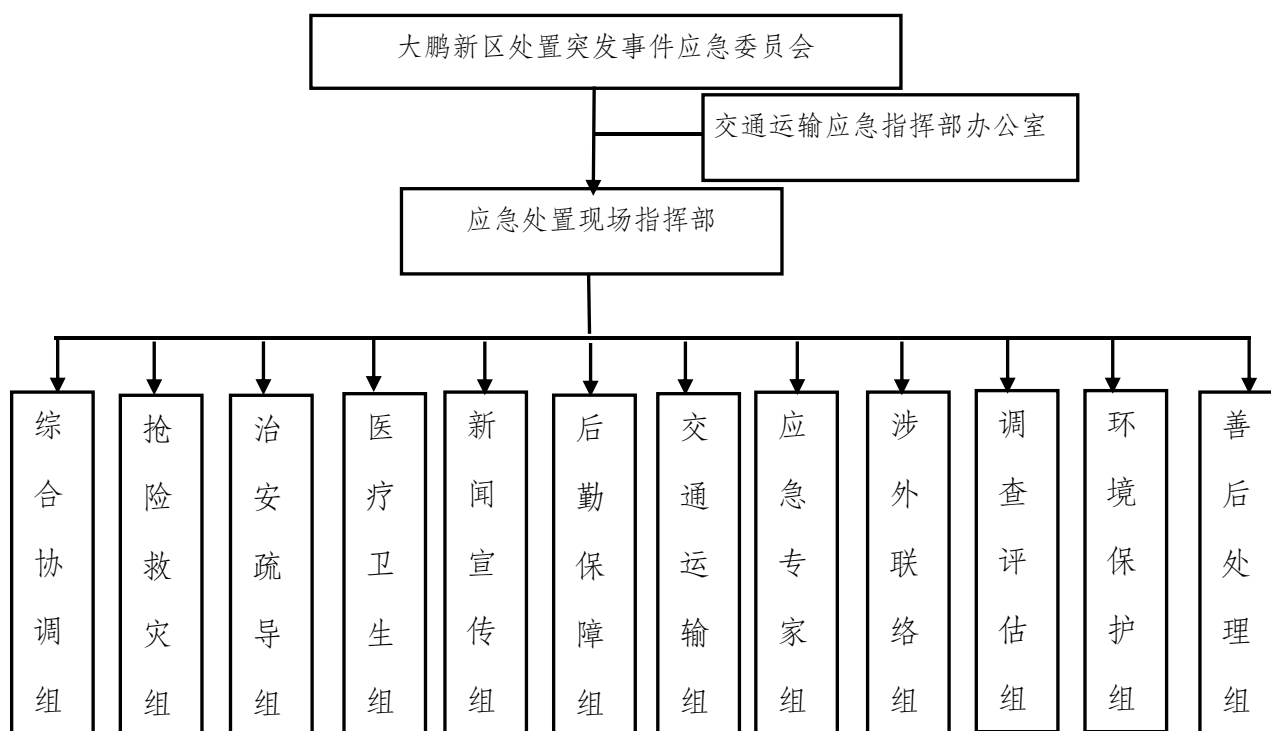 大鹏新区处置突发事件应急委员会
交通运输应急指挥部办公室
应急处置现场指挥部
综合协调组
抢险救灾组
治安疏导组
医疗卫生组
新闻宣传组
后勤保障组
交通运输组
应急专家组
涉外联络组
调查评估组
环境保护组
善后处理组